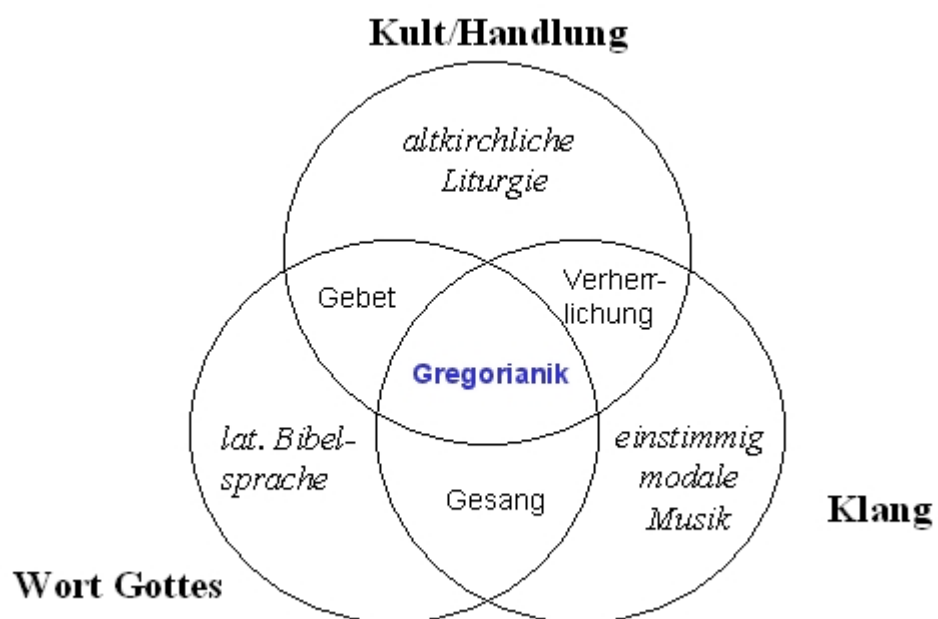 Kult/Handlung
altkirchliche
Liturgie
Gebet
Verherr-
lichung
Gregorianik
lat. Bibel-
sprache
einstimmig
modale
Musik
Gesang
Klang
Wort Gottes